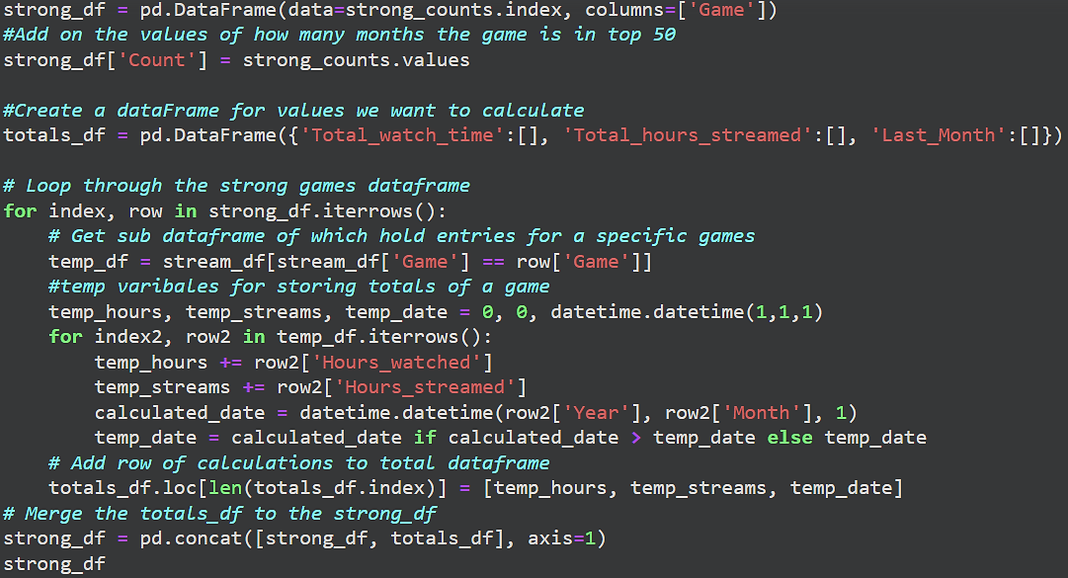 strong_df = pd.DataFrame(data=strong_counts.index, columns=['Game'])
#Add on the values of how many months the game is in top 50
strong_df['Count'] = strong_counts.values

#Create a dataFrame for values we want to calculate
totals_df = pd.DataFrame({'Total_watch_time':[], 'Total_hours_streamed':[], 'Last_Month':[]})

# Loop through the strong games dataframe
for index, row in strong_df.iterrows():
    # Get sub dataframe of which hold entries for a specific games
    temp_df = stream_df[stream_df['Game'] == row['Game']]
    #temp varibales for storing totals of a game
    temp_hours, temp_streams, temp_date = 0, 0, datetime.datetime(1,1,1)
    for index2, row2 in temp_df.iterrows():
        temp_hours += row2['Hours_watched']
        temp_streams += row2['Hours_streamed']
        calculated_date = datetime.datetime(row2['Year'], row2['Month'], 1)
        temp_date = calculated_date if calculated_date > temp_date else temp_date
    # Add row of calculations to total dataframe
    totals_df.loc[len(totals_df.index)] = [temp_hours, temp_streams, temp_date]
# Merge the totals_df to the strong_df
strong_df = pd.concat([strong_df, totals_df], axis=1)
strong_df